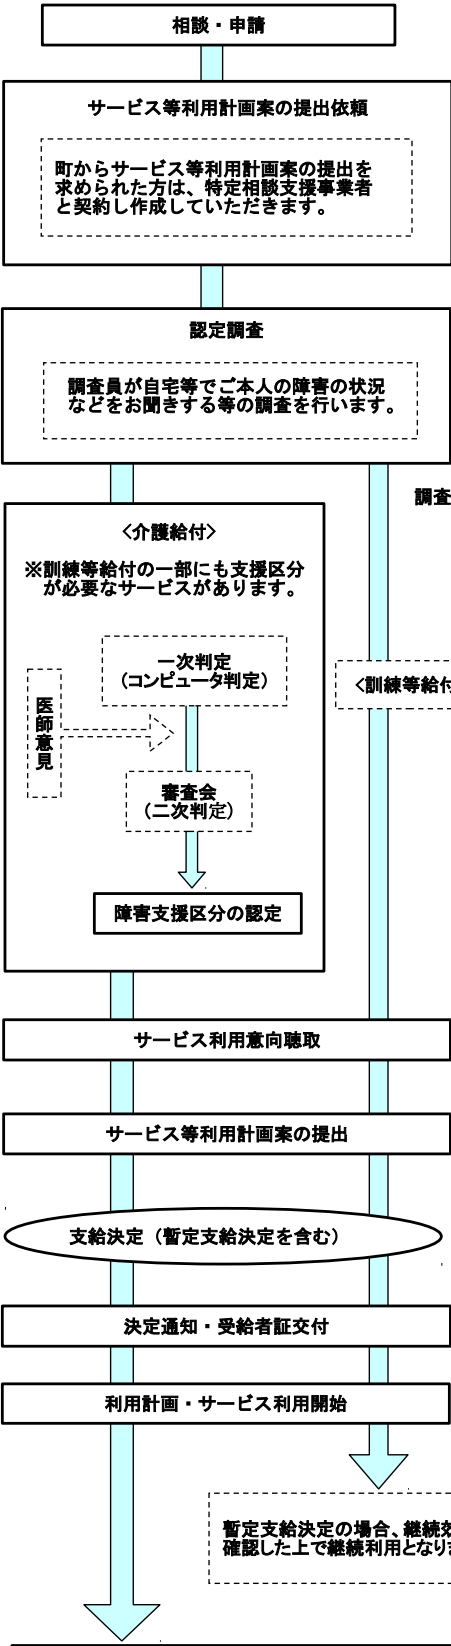 相談・申請
サービス等利用計画案の提出依頼
町からサービス等利用計画案の提出を
求められた方は、特定相談支援事業者
と契約し作成していただきます。
認定調査
調査員が自宅等でご本人の障害の状況
などをお聞きする等の調査を行います。
調査
<介護給付>
※訓練等給付の一部にも支援区分
が必要なサービスがあります。
一次判定
(コンピュータ判定)
<訓練等給付
医師意見
審査会
(二次判定)
障害支援区分の認定
サービス利用意向聴取
サービス等利用計画案の提出
支給決定（暫定支給決定を含む）
決定通知・受給者証交付
利用計画・サービス利用開始
暫定支給決定の場合、継続効
確認した上で継続利用となりま